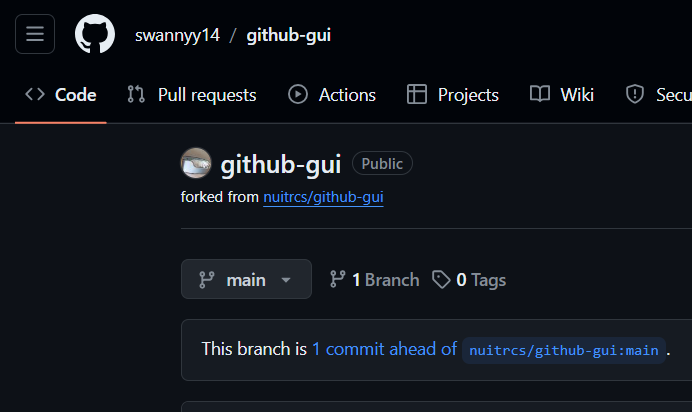 swannyy14 / github-gui
Code Pull requests Actions Projects Wiki
github-gui Public
forked from nuitrcs/github-gui
main 1 Branch 0 Tags
This branch is 1 commit ahead of nuitrcs/github-gui:main.